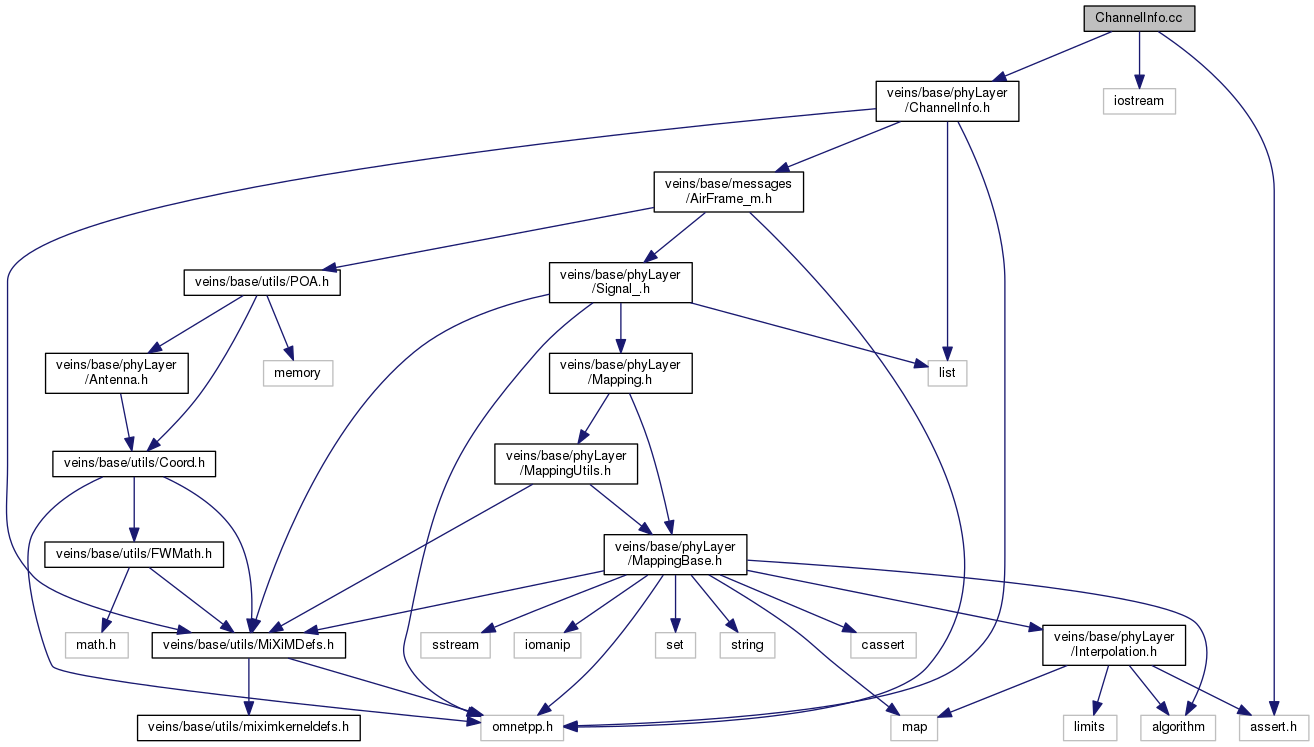 ChannelInfo.cc
veins/base/phyLayer
/ChannelInfo.h
iostream
veins/base/messages
/AirFrame_m.h
veins/base/utils/POA.h
veins/base/phyLayer
/Signal_.h
veins/base/phyLayer
/Antenna.h
memory
veins/base/phyLayer
/Mapping.h
list
veins/base/utils/Coord.h
veins/base/phyLayer
/MappingUtils.h
veins/base/utils/FWMath.h
veins/base/phyLayer
/MappingBase.h
math.h
veins/base/utils/MiXiMDefs.h
sstream
iomanip
set
string
cassert
veins/base/phyLayer
/Interpolation.h
veins/base/utils/miximkerneldefs.h
omnetpp.h
map
limits
algorithm
assert.h